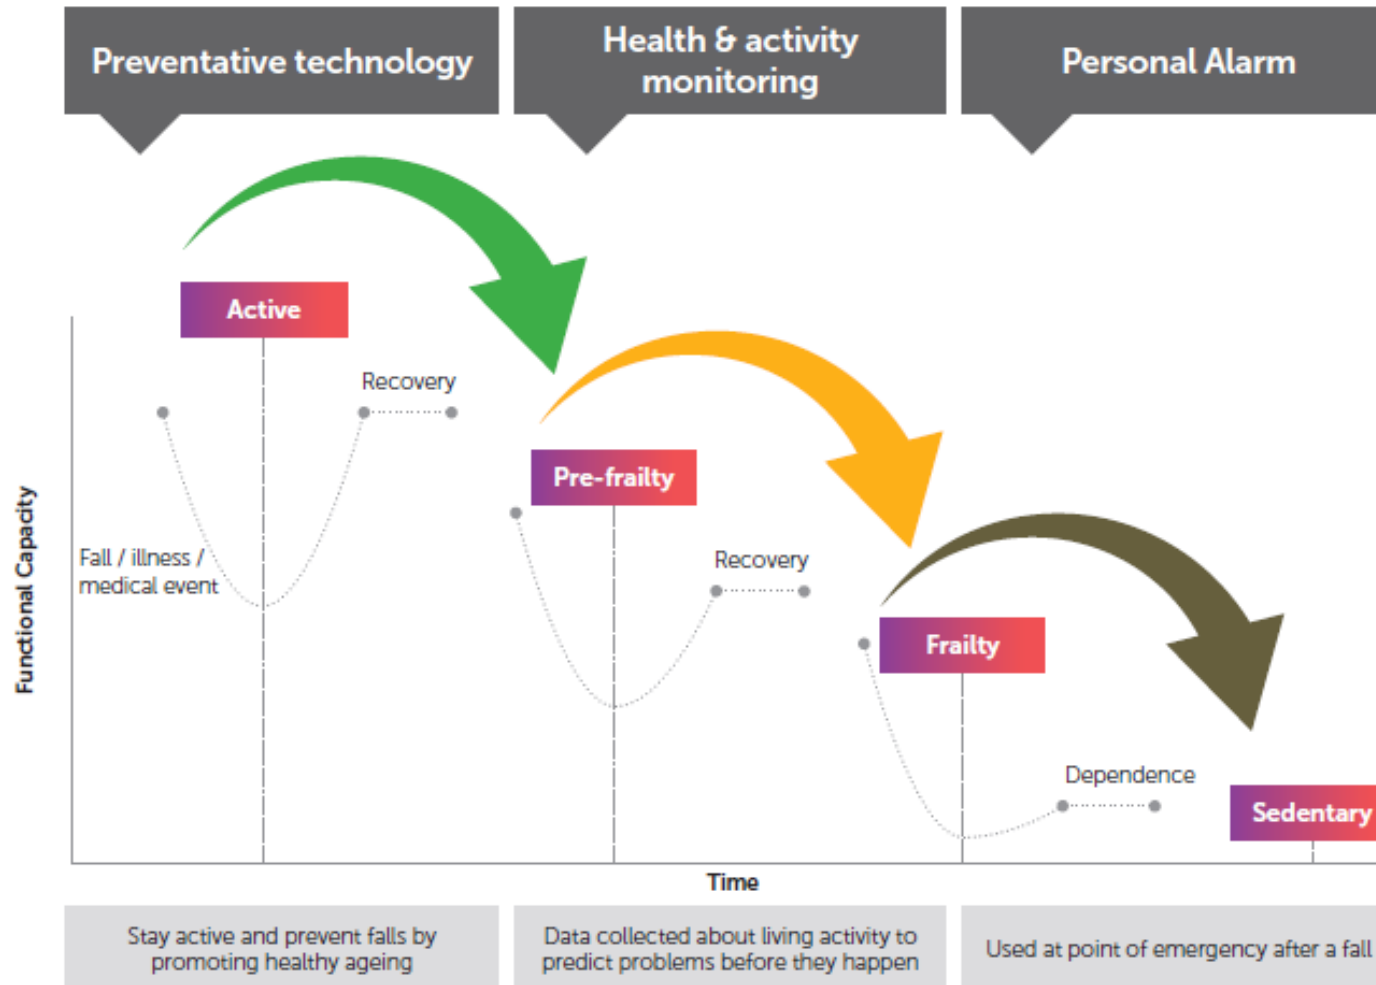 Preventative technology
Health & activity
monitoring
Personal Alarm
Active
Recovery
Pre-frailty
Fall / illness /
medical event
Recovery
Frailty
Dependence
Sedentary
Functional Capacity
Time
Stay active and prevent falls by
promoting healthy ageing
Data collected about living activity to
predict problems before they happen
Used at point of emergency after a fall